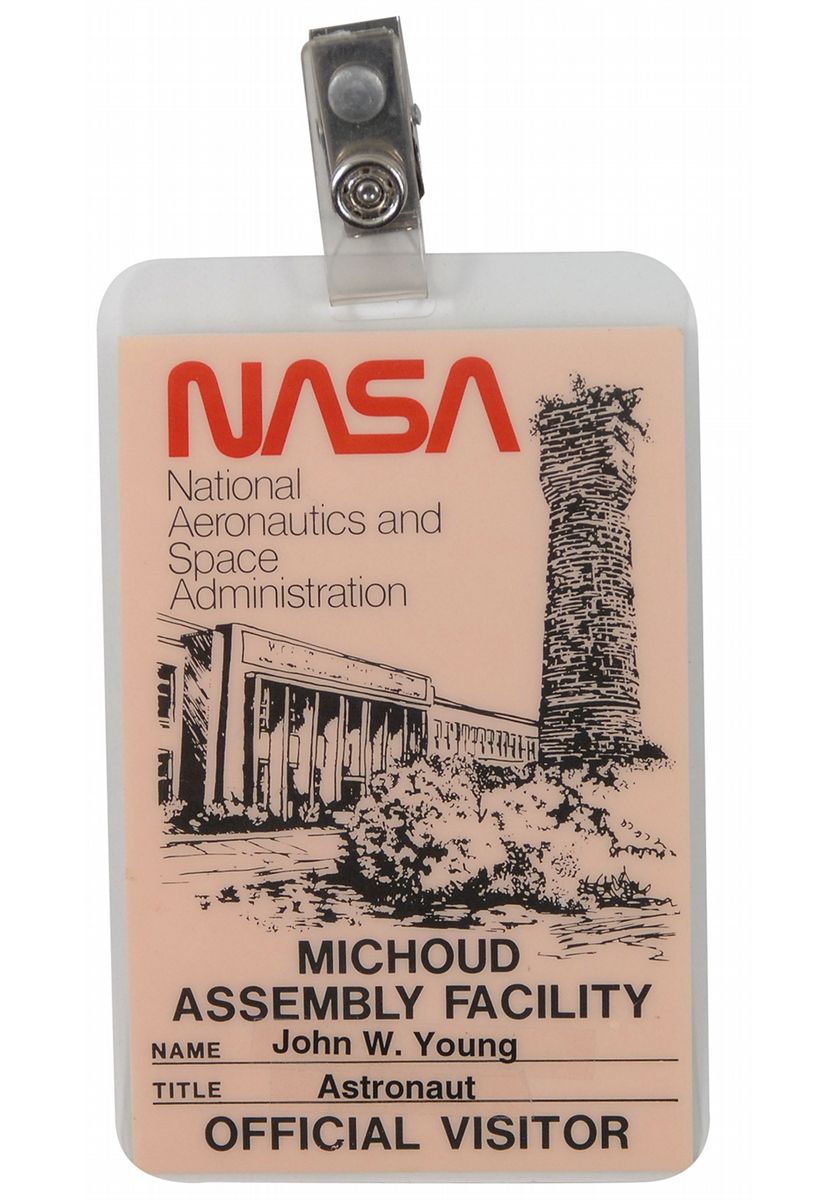 NASA
National
Aeronautics and
Space
Administration
MICHOUD
ASSEMBLY FACILITY
NAME John W. Young
TITLE Astronaut
OFFICIAL VISITOR